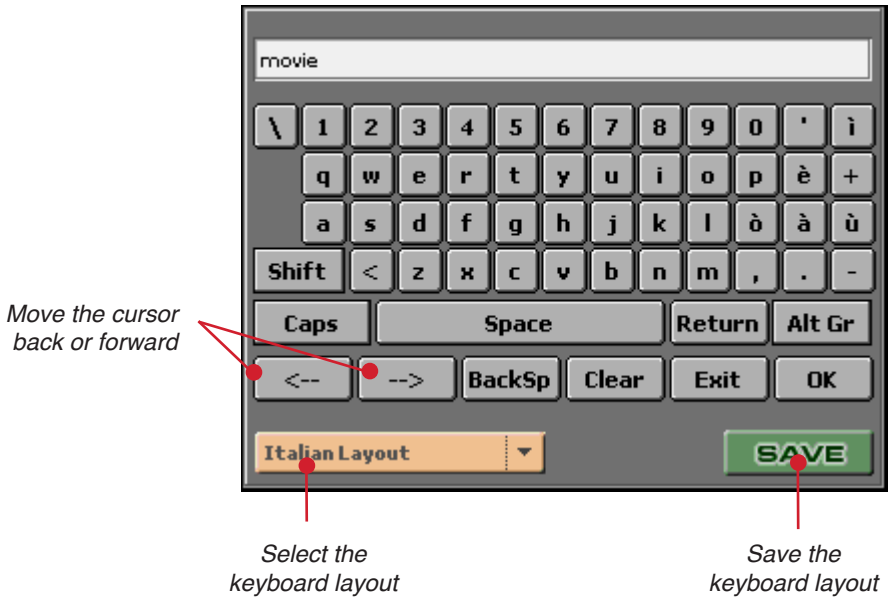 movie
\ 1 2 3 4 5 6 7 8 9 0 ' ì
q w e r t y u i o p è +
a s d f g h j k l ò à ù
Shift < z x c v b n m , . -
Caps Space Return Alt Gr
<-- --> BackSp Clear Exit OK
Move the cursor
back or forward
Italian Layout SAVE
Select the
keyboard layout
Save the
keyboard layout